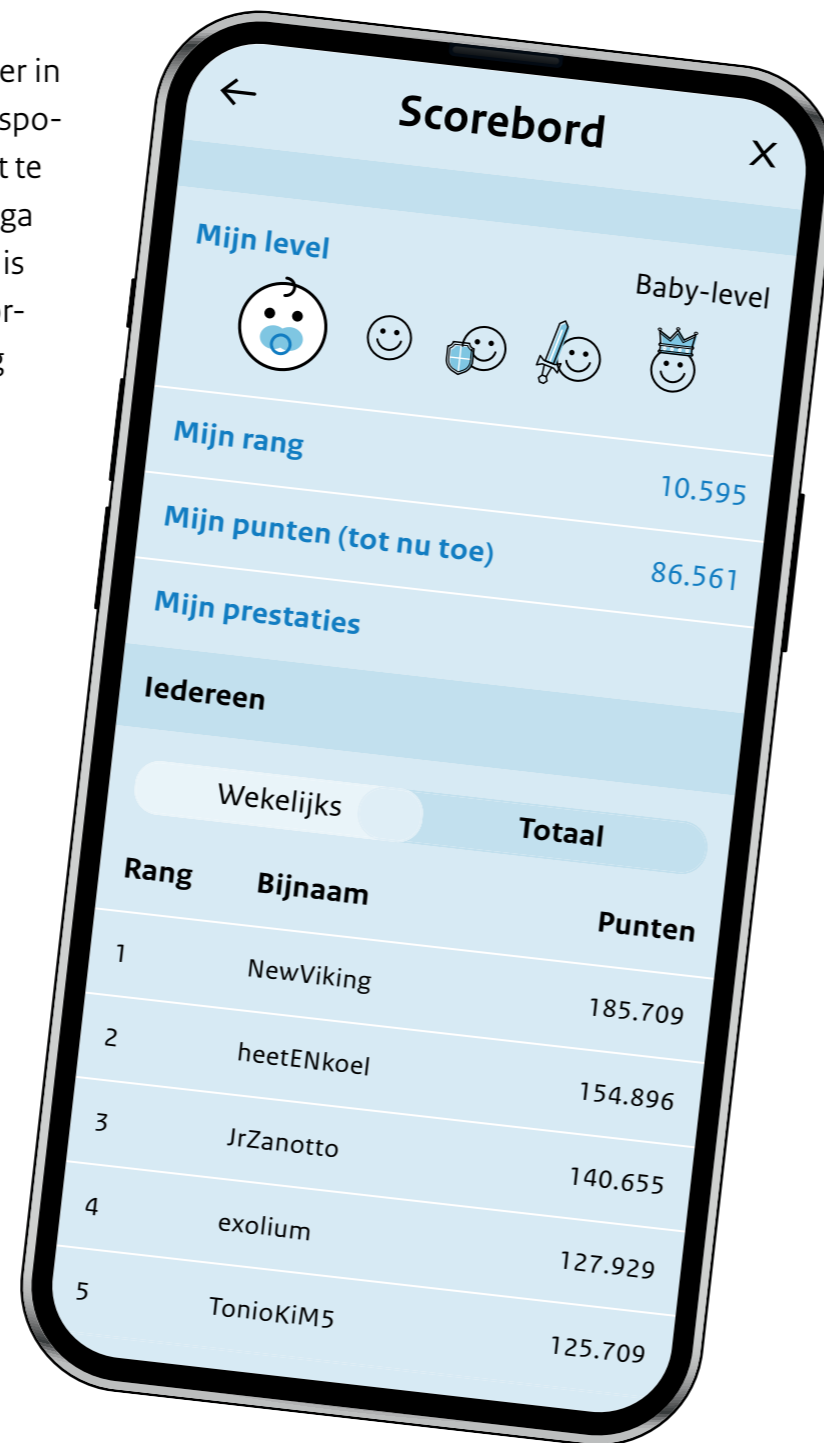 er in
spo-
t te
ga
is
or-
g
Scorebord
Mijn level
Baby-level
Mijn rang 10.595
Mijn punten (tot nu toe) 86.561
Mijn prestaties
Iedereen
Wekelijks Totaal
Rang Bijnaam Punten
1 NewViking 185.709
2 heetENkoel 154.896
3 JrZanotto 140.655
4 exolium 127.929
5 TonioKiM5 125.709